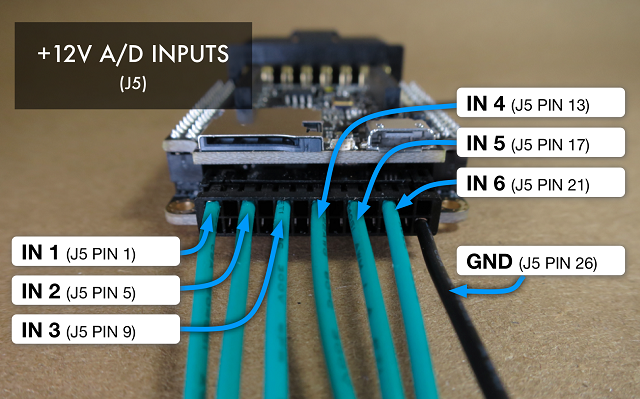 +12V A/D INPUTS
(J5)
IN 4 (J5 PIN 13)
IN 5 (J5 PIN 17)
IN 6 (J5 PIN 21)
IN 1 (J5 PIN 1)
IN 2 (J5 PIN 5)
IN 3 (J5 PIN 9)
GND (J5 PIN 26)